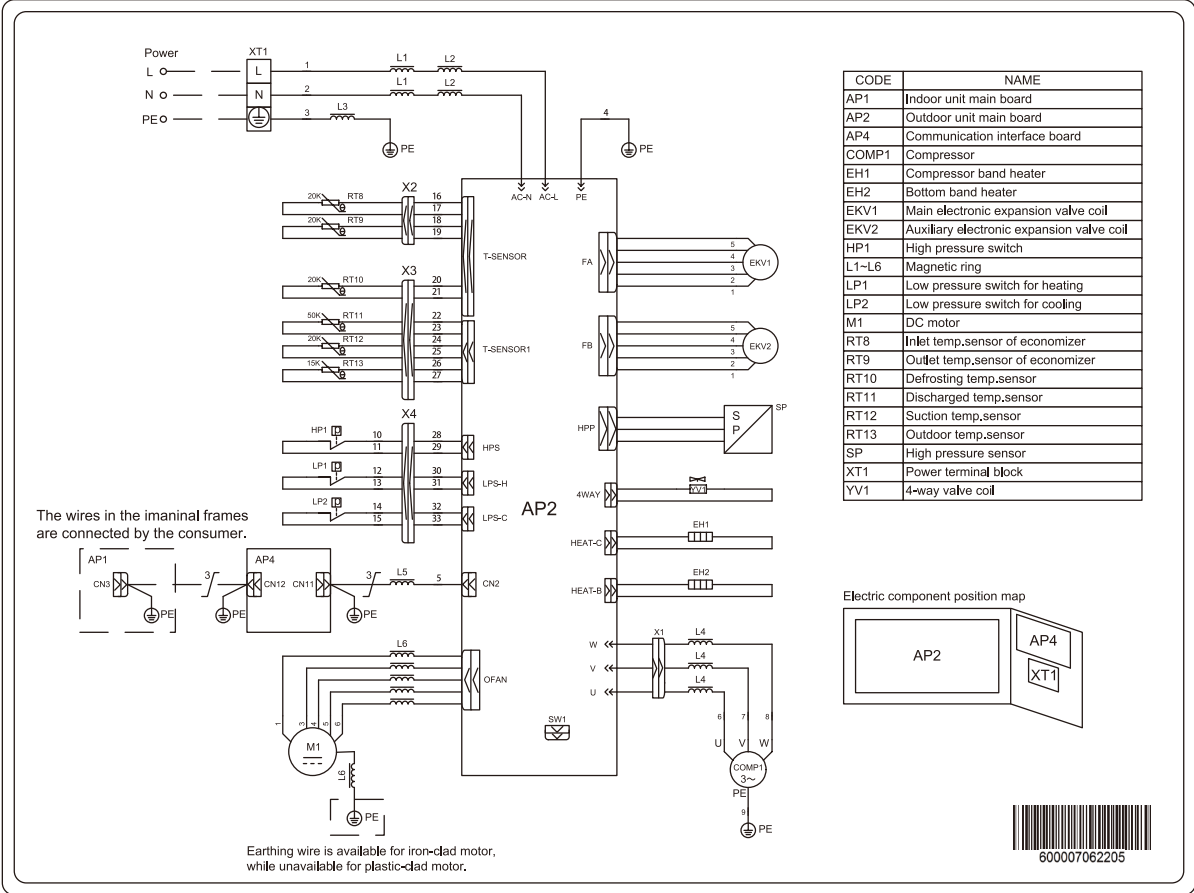 Power
XT1
L
L
1
L1
L2
N
N
2
L1
L2
PE
3
L3
PE
4
PE
AC-N
AC-L
PE
X2
20K
RT8
16
17
20K
RT9
18
19
T-SENSOR
X3
20K
RT10
20
21
50K
RT11
22
23
20K
RT12
24
25
15K
RT13
26
27
T-SENSOR1
X4
HP1
P
10
28
11
29
HPS
LP1
P
12
30
13
31
LPS-H
LP2
P
14
32
15
33
LPS-C
AP2
The wires in the imaninal frames
are connected by the consumer.
AP1
CN3
PE
3
PE
AP4
CN12
CN11
PE
3
L5
5
CN2
L6
OFAN
1
3
4
5
6
M1
L6
PE
Earthing wire is available for iron-clad motor,
while unavailable for plastic-clad motor.
SW1
FA
5
4
3
2
1
EKV1
FB
5
4
3
2
1
EKV2
HPP
S
P
SP
4WAY
YV1
HEAT-C
EH1
HEAT-B
EH2
X1
W
L4
V
L4
U
L4
6
7
8
U
V
W
COMP1
3~
PE
9
PE
CODE NAME
AP1 Indoor unit main board
AP2 Outdoor unit main board
AP4 Communication interface board
COMP1 Compressor
EH1 Compressor band heater
EH2 Bottom band heater
EKV1 Main electronic expansion valve coil
EKV2 Auxiliary electronic expansion valve coil
HP1 High pressure switch
L1~L6 Magnetic ring
LP1 Low pressure switch for heating
LP2 Low pressure switch for cooling
M1 DC motor
RT8 Inlet temp.sensor of economizer
RT9 Outlet temp.sensor of economizer
RT10 Defrosting temp.sensor
RT11 Discharged temp.sensor
RT12 Suction temp.sensor
RT13 Outdoor temp.sensor
SP High pressure sensor
XT1 Power terminal block
YV1 4-way valve coil
Electric component position map
AP2
AP4
XT1
600007062205